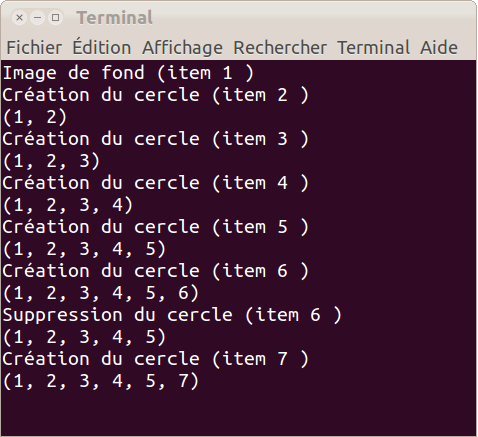 Terminal
Fichier Édition Affichage Rechercher Terminal Aide
Image de fond (item 1 )
Création du cercle (item 2 )
(1, 2)
Création du cercle (item 3 )
(1, 2, 3)
Création du cercle (item 4 )
(1, 2, 3, 4)
Création du cercle (item 5 )
(1, 2, 3, 4, 5)
Création du cercle (item 6 )
(1, 2, 3, 4, 5, 6)
Suppression du cercle (item 6 )
(1, 2, 3, 4, 5)
Création du cercle (item 7 )
(1, 2, 3, 4, 5, 7)